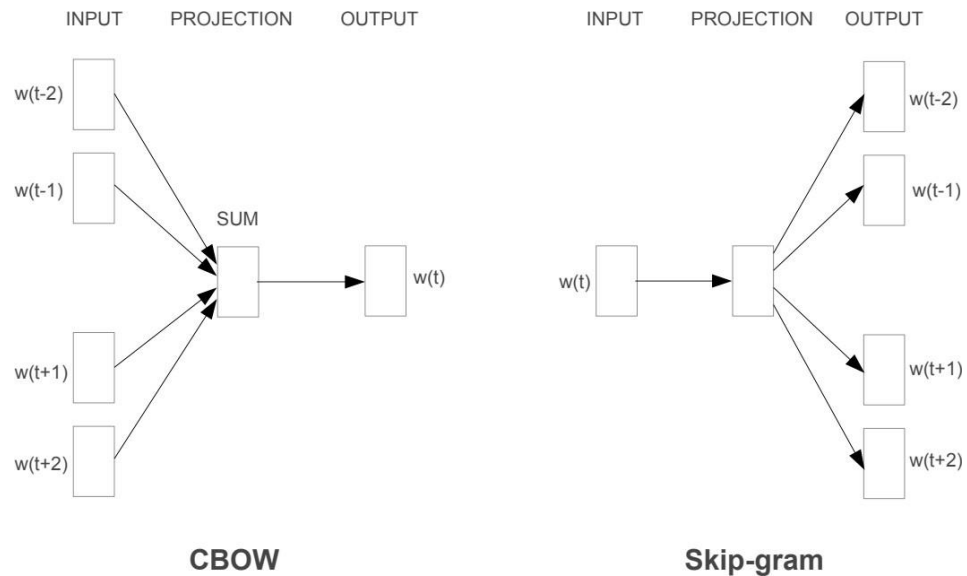 INPUT PROJECTION OUTPUT
w(t-2)
w(t-1)
SUM
w(t)
w(t+1)
w(t+2)
CBOW
INPUT PROJECTION OUTPUT
w(t-2)
w(t-1)
w(t)
w(t+1)
w(t+2)
Skip-gram